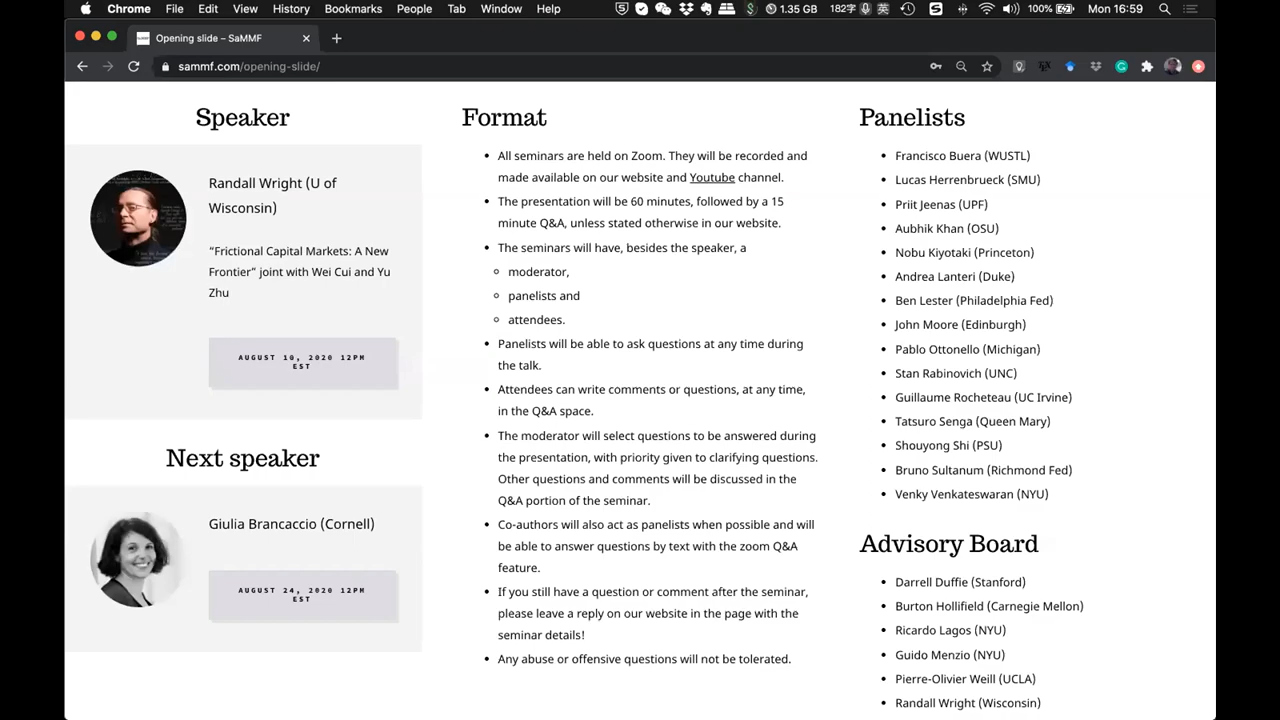 Chrome File Edit View History Bookmarks People Tab Window Help 1.35 GB 182字 英 100% Mon 16:59
Opening slide – SaMMF
sammf.com/opening-slide/
Speaker
Randall Wright (U of
Wisconsin)
“Frictional Capital Markets: A New
Frontier” joint with Wei Cui and Yu
Zhu
AUGUST 10, 2020 12PM
EST
Next speaker
Giulia Brancaccio (Cornell)
AUGUST 24, 2020 12PM
EST
Format
All seminars are held on Zoom. They will be recorded and
made available on our website and Youtube channel.
The presentation will be 60 minutes, followed by a 15
minute Q&A, unless stated otherwise in our website.
The seminars will have, besides the speaker, a
moderator,
panelists and
attendees.
Panelists will be able to ask questions at any time during
the talk.
Attendees can write comments or questions, at any time,
in the Q&A space.
The moderator will select questions to be answered during
the presentation, with priority given to clarifying questions.
Other questions and comments will be discussed in the
Q&A portion of the seminar.
Co-authors will also act as panelists when possible and will
be able to answer questions by text with the zoom Q&A
feature.
If you still have a question or comment after the seminar,
please leave a reply on our website in the page with the
seminar details!
Any abuse or offensive questions will not be tolerated.
Panelists
Francisco Buera (WUSTL)
Lucas Herrenbrueck (SMU)
Priit Jeenas (UPF)
Aubhik Khan (OSU)
Nobu Kiyotaki (Princeton)
Andrea Lanteri (Duke)
Ben Lester (Philadelphia Fed)
John Moore (Edinburgh)
Pablo Ottonello (Michigan)
Stan Rabinovich (UNC)
Guillaume Rocheteau (UC Irvine)
Tatsuro Senga (Queen Mary)
Shouyong Shi (PSU)
Bruno Sultanum (Richmond Fed)
Venky Venkateswaran (NYU)
Advisory Board
Darrell Duffie (Stanford)
Burton Hollifield (Carnegie Mellon)
Ricardo Lagos (NYU)
Guido Menzio (NYU)
Pierre-Olivier Weill (UCLA)
Randall Wright (Wisconsin)